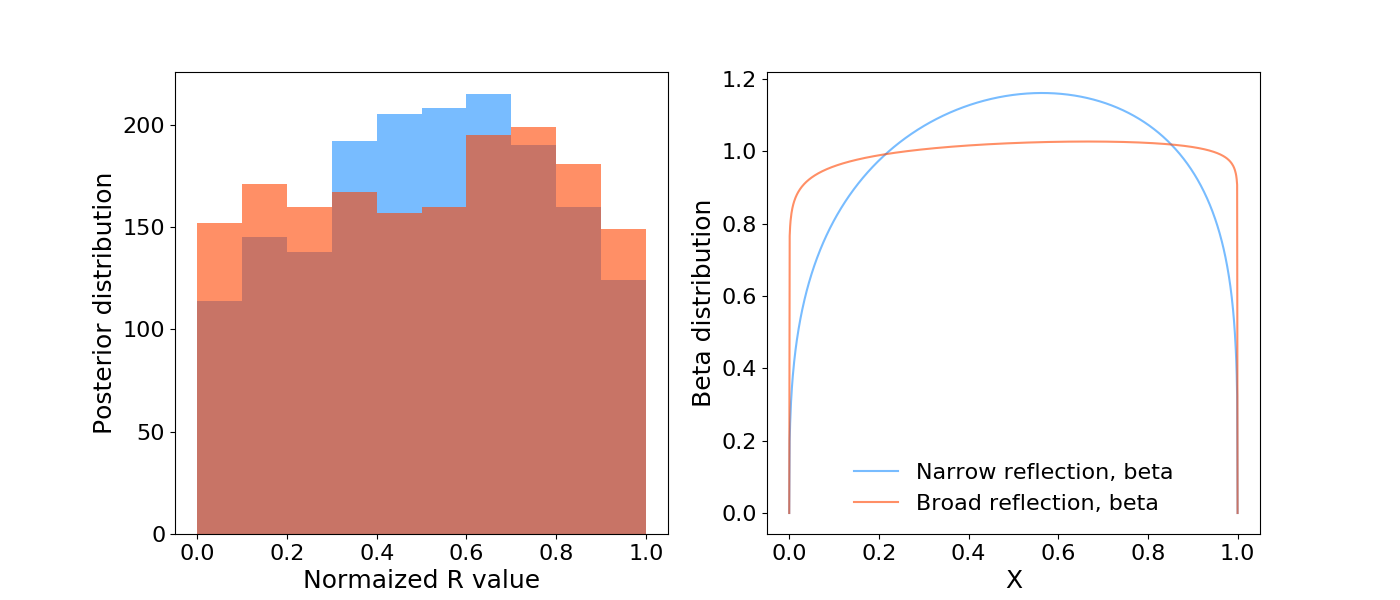 Posterior distribution
200
150
100
50
0
0.0 0.2 0.4 0.6 0.8 1.0
Normaized R value
Beta distribution
1.2
1.0
0.8
0.6
0.4
0.2
0.0
Narrow reflection, beta
Broad reflection, beta
0.0 0.2 0.4 0.6 0.8 1.0
X